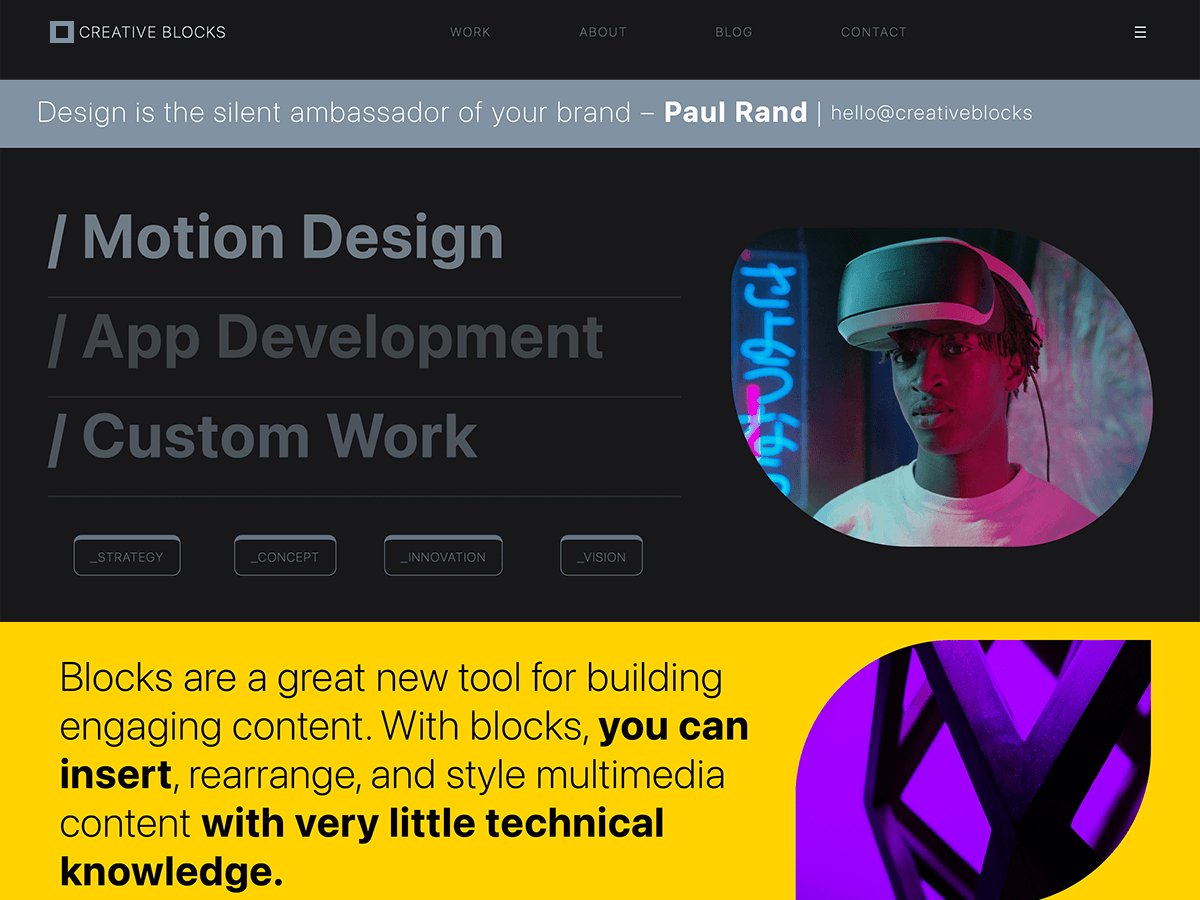 CREATIVE BLOCKS
WORK
ABOUT
BLOG
CONTACT
Design is the silent ambassador of your brand – Paul Rand | hello@creativeblocks
/ Motion Design
/ App Development
/ Custom Work
_STRATEGY
_CONCEPT
_INNOVATION
_VISION
Blocks are a great new tool for building
engaging content. With blocks, you can
insert, rearrange, and style multimedia
content with very little technical
knowledge.